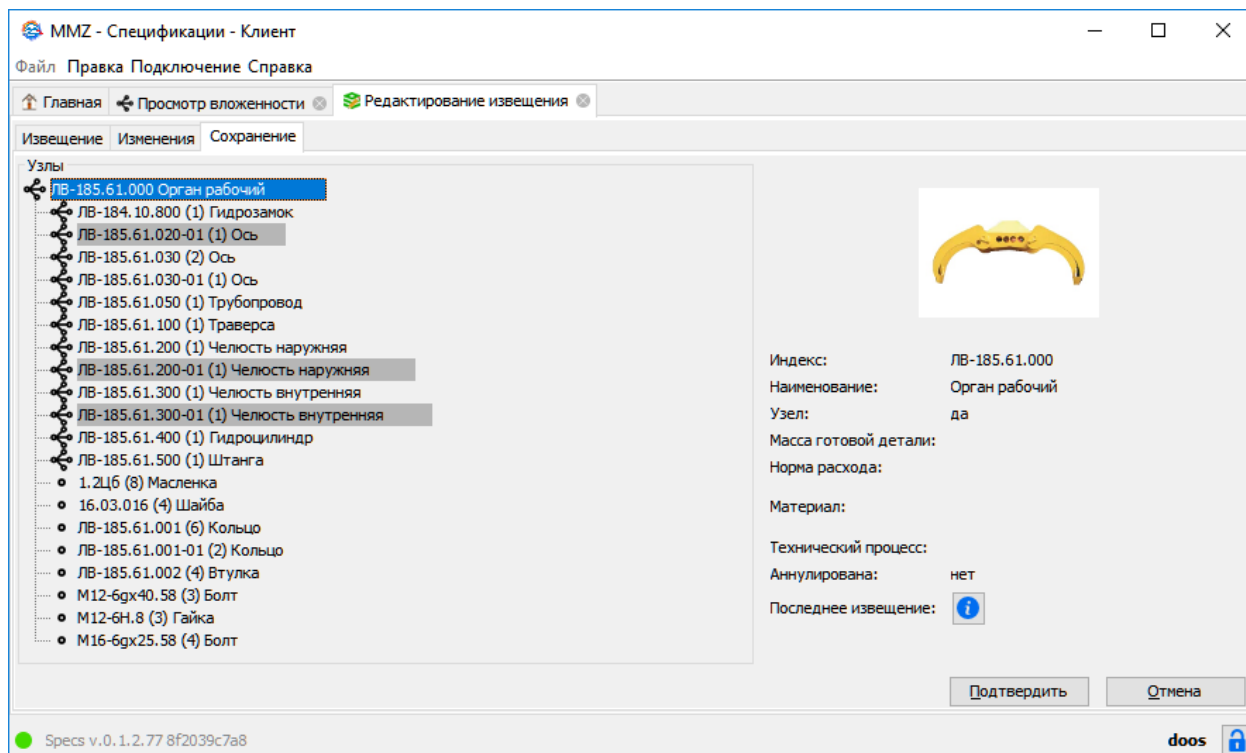 MMZ - Спецификации - Клиент
Файл Правка Подключение Справка
Главная Просмотр вложенности Редактирование извещения
Извещение Изменения Сохранение
Узлы
ЛВ-185.61.000 Орган рабочий
ЛВ-184.10.800 (1) Гидрозамок
ЛВ-185.61.020-01 (1) Ось
ЛВ-185.61.030 (2) Ось
ЛВ-185.61.030-01 (1) Ось
ЛВ-185.61.050 (1) Трубопровод
ЛВ-185.61.100 (1) Траверса
ЛВ-185.61.200 (1) Челюсть наружняя
ЛВ-185.61.200-01 (1) Челюсть наружняя
ЛВ-185.61.300 (1) Челюсть внутренняя
ЛВ-185.61.300-01 (1) Челюсть внутренняя
ЛВ-185.61.400 (1) Гидроцилиндр
ЛВ-185.61.500 (1) Штанга
1.2Ц6 (8) Масленка
16.03.016 (4) Шайба
ЛВ-185.61.001 (6) Кольцо
ЛВ-185.61.001-01 (2) Кольцо
ЛВ-185.61.002 (4) Втулка
М12-6gх40.58 (3) Болт
М12-6Н.8 (3) Гайка
М16-6gх25.58 (4) Болт
Индекс: ЛВ-185.61.000
Наименование: Орган рабочий
Узел: да
Масса готовой детали:
Норма расхода:
Материал:
Технический процесс:
Аннулирована: нет
Последнее извещение:
Подтвердить Отмена
Specs v.0.1.2.77 8f2039c7a8 doos